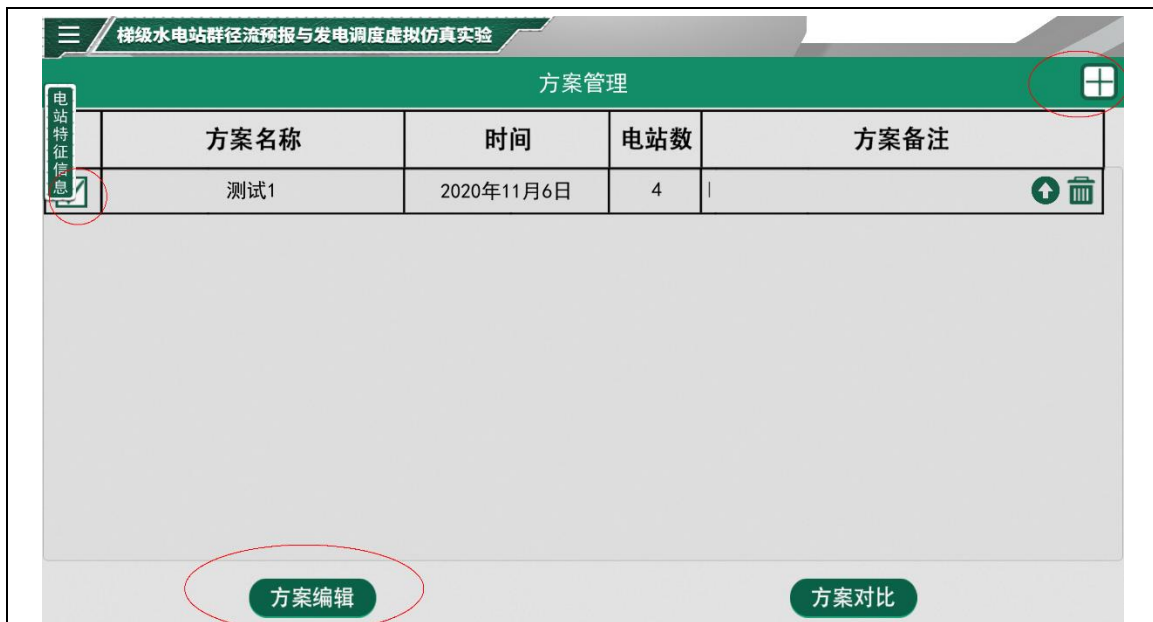 梯级水电站群径流预报与发电调度虚拟仿真实验
方案管理
电站特征信息
方案名称 时间 电站数 方案备注
测试1 2020年11月6日 4
方案编辑 方案对比